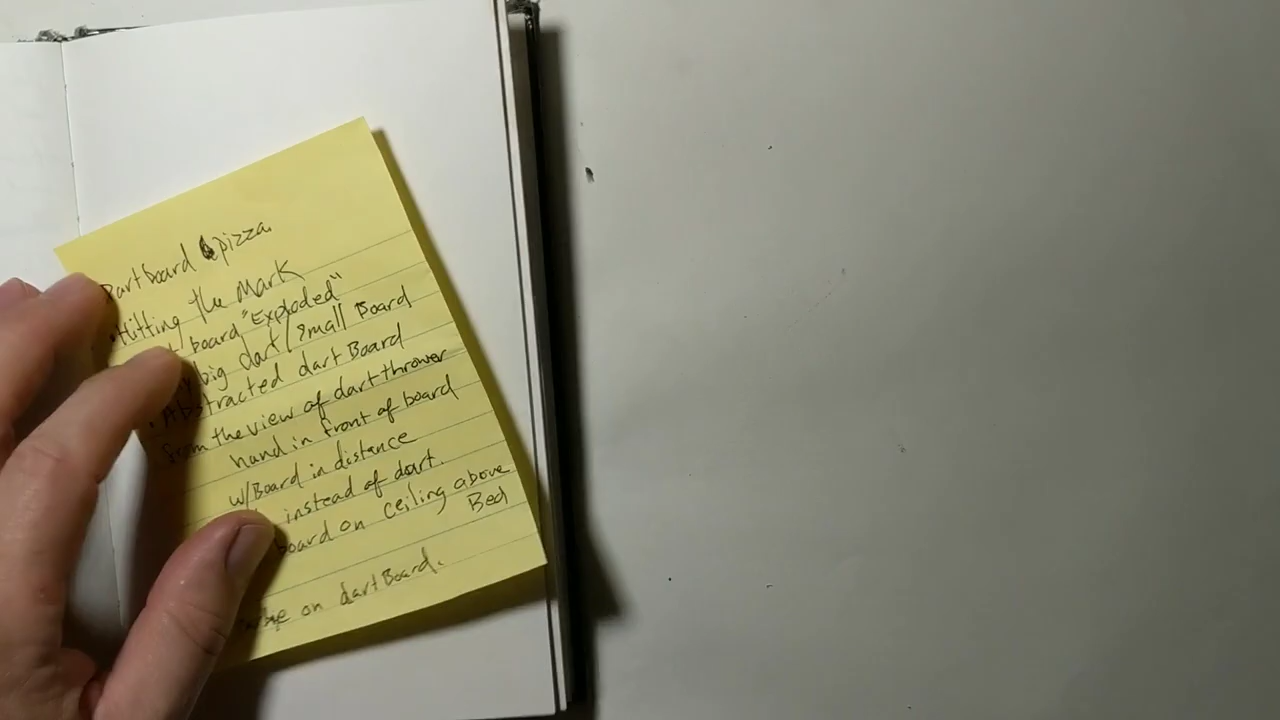 Dartboard pizza
• Hitting the Mark
board "Exploded"
big dart/small Board
• Abstracted dart Board
from the view of dart thrower
hand in front of board
w/Board in distance
instead of dart.
board on ceiling above
Bed
on dartBoard.